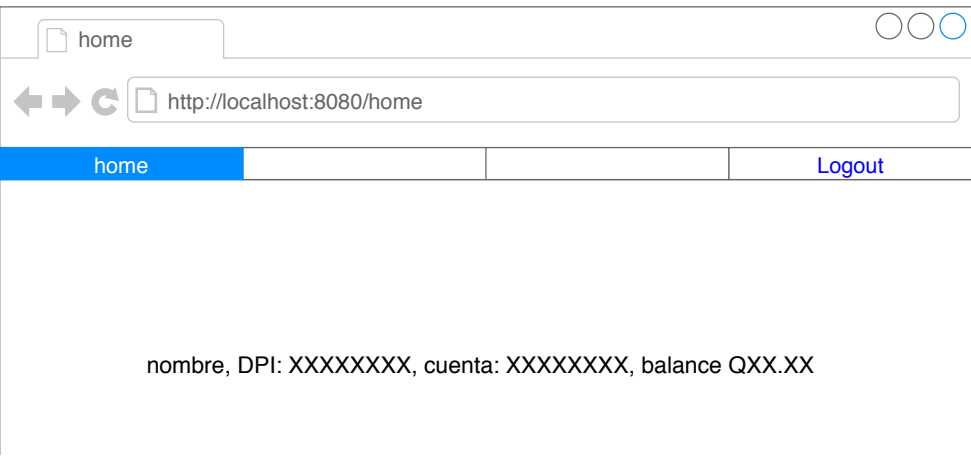 home
http://localhost:8080/home
home
Logout
nombre, DPI: XXXXXXXX, cuenta: XXXXXXXX, balance QXX.XX